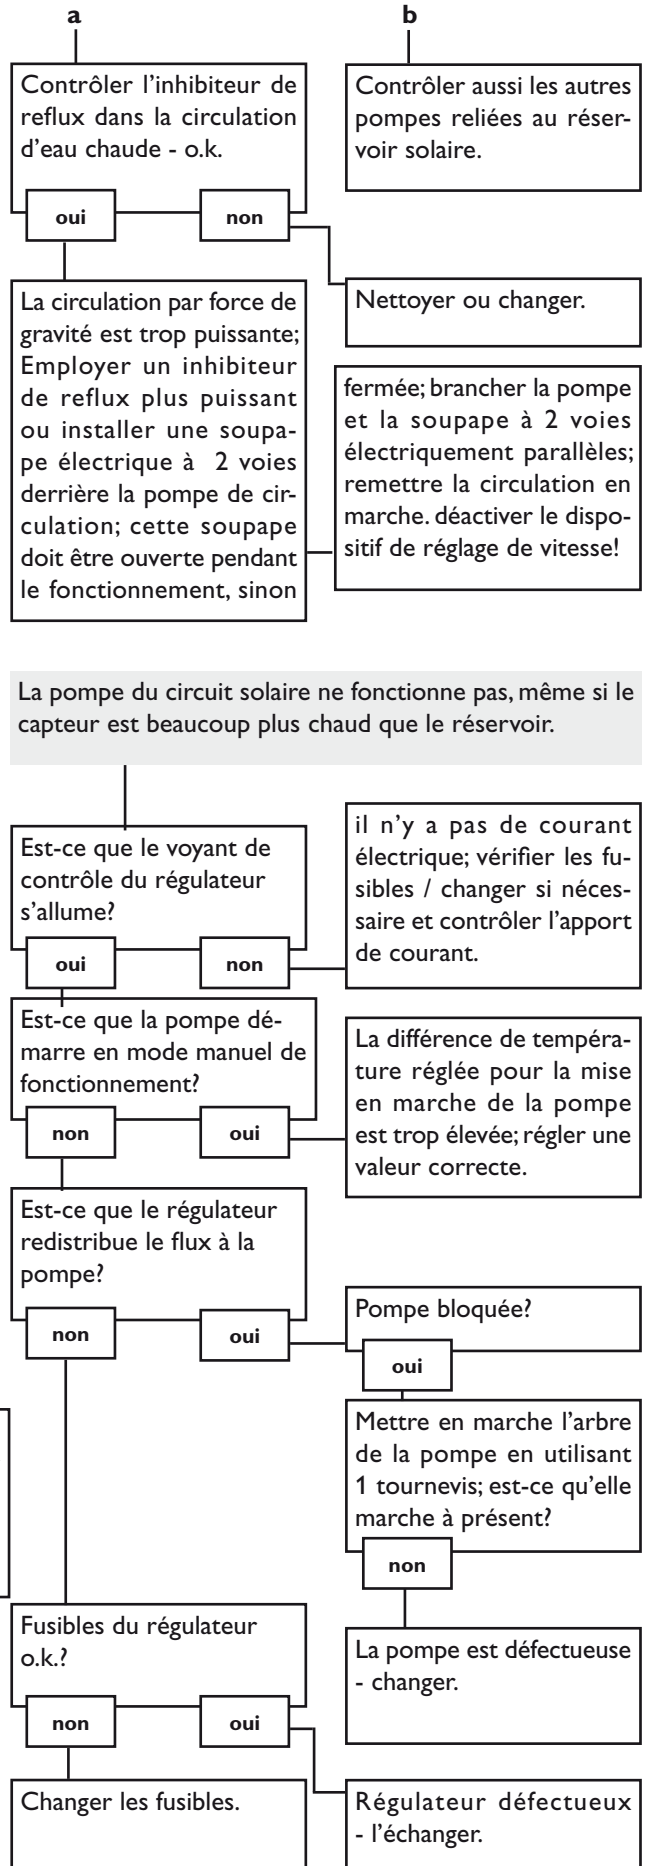 a
b
Contrôler l'inhibiteur de
reflux dans la circulation
d'eau chaude - o.k.
oui
non
Contrôler aussi les autres
pompes reliées au réser-
voir solaire.
Nettoyer ou changer.
La circulation par force de
gravité est trop puissante;
Employer un inhibiteur
de reflux plus puissant
ou installer une soupa-
pe électrique à 2 voies
derrière la pompe de cir-
culation; cette soupape
doit être ouverte pendant
le fonctionnement, sinon
fermée; brancher la pompe
et la soupape à 2 voies
électriquement parallèles;
remettre la circulation en
marche. déactiver le dispo-
sitif de réglage de vitesse!
La pompe du circuit solaire ne fonctionne pas, même si le
capteur est beaucoup plus chaud que le réservoir.
Est-ce que le voyant de
contrôle du régulateur
s'allume?
oui
non
il n'y a pas de courant
électrique; vérifier les fu-
sibles / changer si néces-
saire et contrôler l'apport
de courant.
Est-ce que la pompe dé-
marre en mode manuel de
fonctionnement?
non
oui
La différence de tempéra-
ture réglée pour la mise
en marche de la pompe
est trop élevée; régler une
valeur correcte.
Est-ce que le régulateur
redistribue le flux à la
pompe?
non
oui
Pompe bloquée?
oui
Mettre en marche l'arbre
de la pompe en utilisant
1 tournevis; est-ce qu'elle
marche à présent?
non
La pompe est défectueuse
- changer.
Fusibles du régulateur
o.k.?
non
oui
Changer les fusibles.
Régulateur défectueux
- l'échanger.